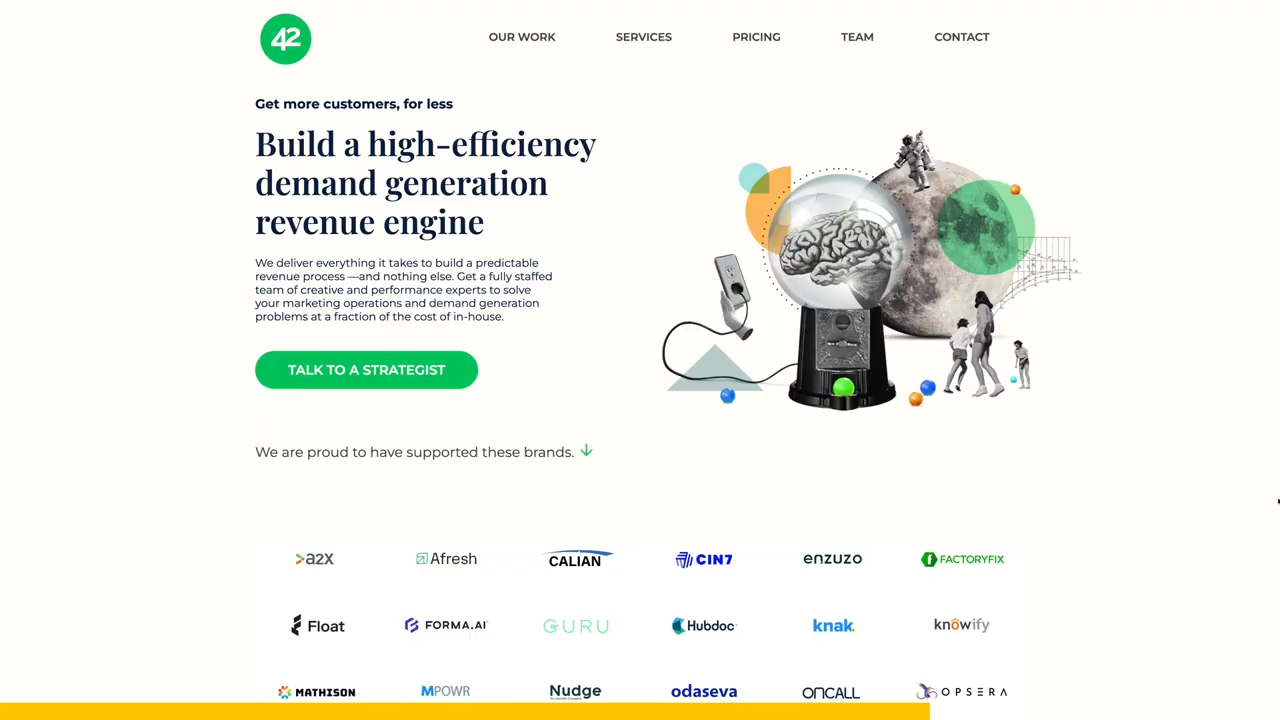 42
OUR WORK
SERVICES
PRICING
TEAM
CONTACT
Get more customers, for less
Build a high-efficiency
demand generation
revenue engine
We deliver everything it takes to build a predictable
revenue process —and nothing else. Get a fully staffed
team of creative and performance experts to solve
your marketing operations and demand generation
problems at a fraction of the cost of in-house.
TALK TO A STRATEGIST
We are proud to have supported these brands.
a2x
Afresh
CALIAN
CIN7
enzuzo
FACTORYFIX
Float
FORMA.AI
GURU
Hubdoc
knak.
knowify
MATHISON
MPOWR
Nudge
odaseva
ONCALL
OPSERA